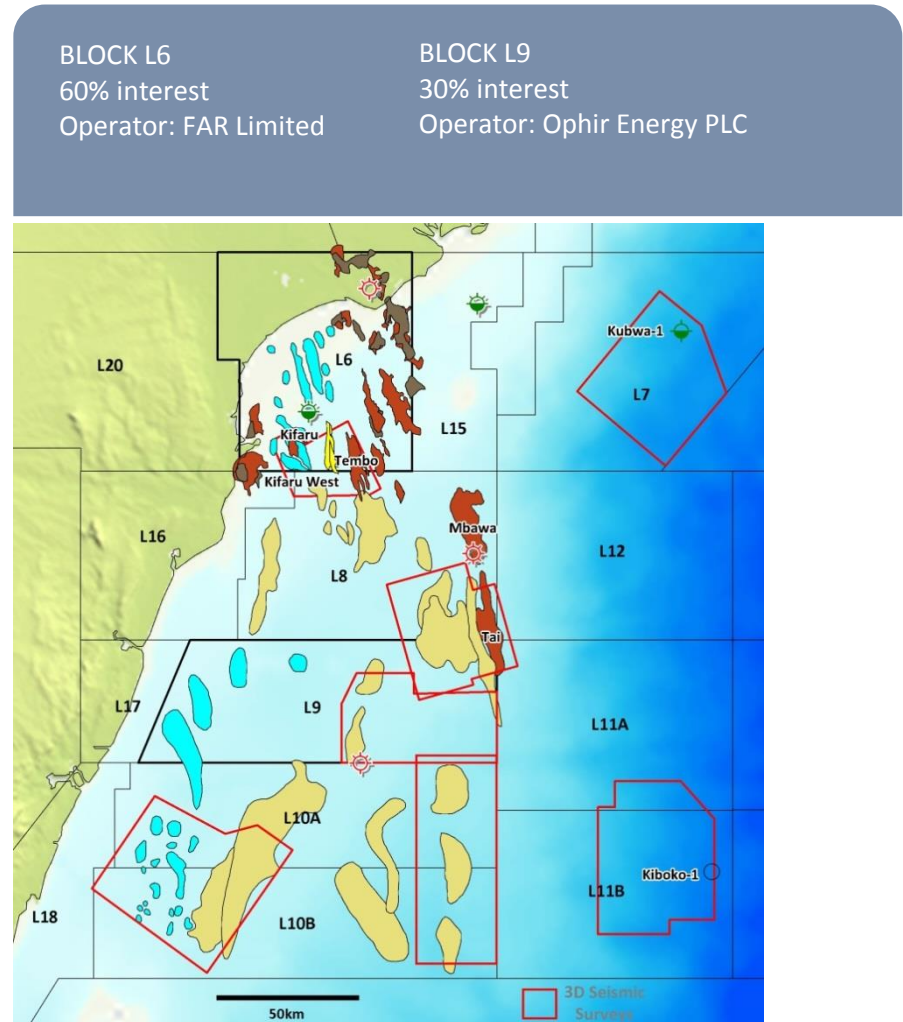 BLOCK L6
60% interest
Operator: FAR Limited
BLOCK L9
30% interest
Operator: Ophir Energy PLC
Kubwa-1
L6
L20
L7
L15
Kifaru
Tembo
Kifaru West
Mbawa
L16
L12
L8
Tai
L17
L9
L11A
L10A
Kiboko-1
L11B
L18
L10B
3D Seismic
Surveys
50km